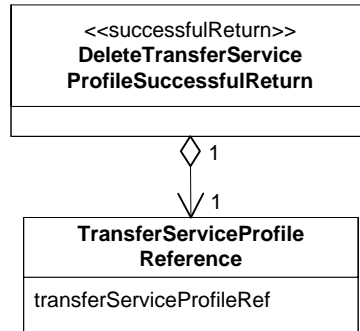 <<successfulReturn>>
DeleteTransferService
ProfileSuccessfulReturn
1
1
TransferServiceProfile
Reference
transferServiceProfileRef